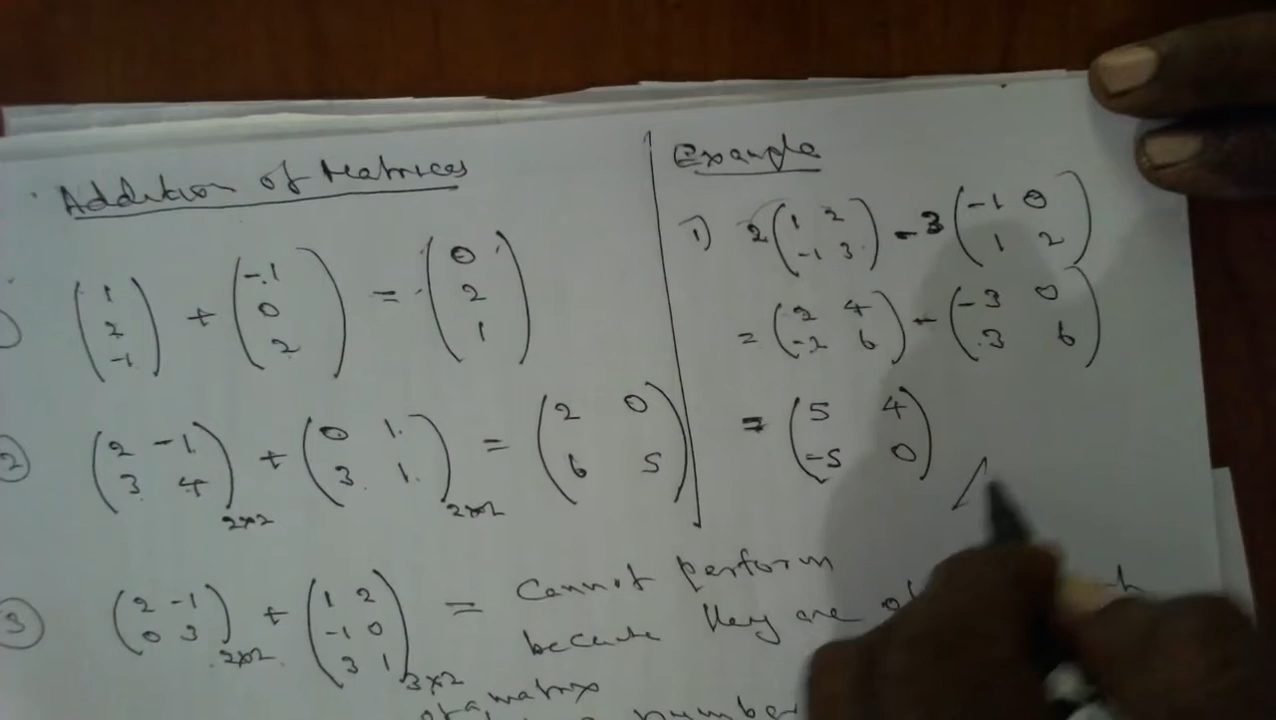 Addition of Matrices
( 1 2 -1 ) + ( -1 0 2 ) = ( 0 2 1 )
② ( 2 -1
3 4 )2×2 + ( 0 1
3 1 )2×2 = ( 2 0
6 5 )
③ ( 2 -1
0 3 )2×2 + ( 1 2
-1 0
3 1 )3×2 = Cannot perform
because they are
of a matrix
number
Example
1) 2 ( 1 2
-1 3 ) - 3 ( -1 0
1 2 )
= ( 2 4
-2 6 ) - ( -3 0
3 6 )
= ( 5 4
-5 0 )